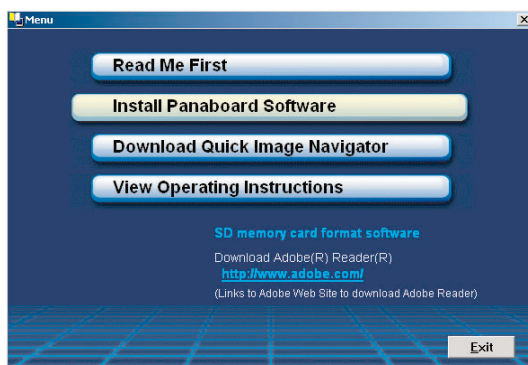 Menu
Read Me First
Install Panaboard Software
Download Quick Image Navigator
View Operating Instructions
SD memory card format software
Download Adobe(R) Reader(R)
http://www.adobe.com/
(Links to Adobe Web Site to download Adobe Reader)
Exit